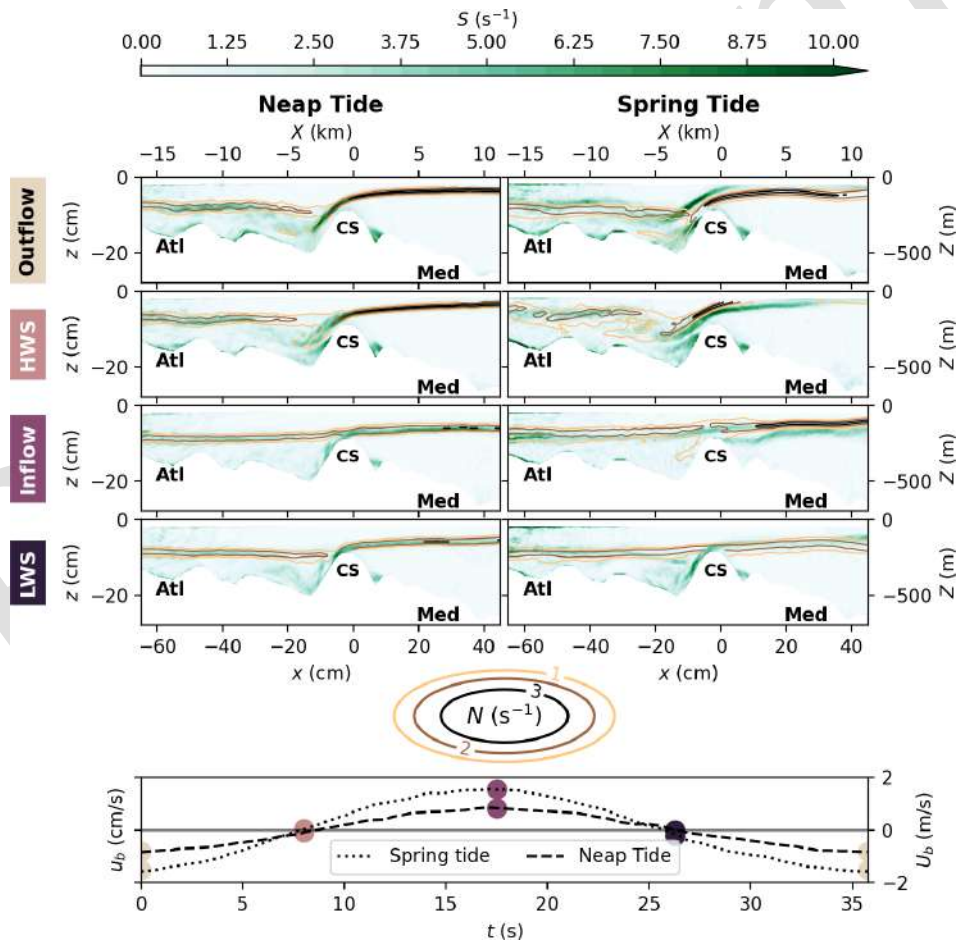 S (s⁻¹)
0.00 1.25 2.50 3.75 5.00 6.25 7.50 8.75 10.00
Neap Tide Spring Tide
X (km) X (km)
−15 −10 −5 0 5 10 −15 −10 −5 0 5 10
Outflow
z (cm)
0
−20
Atl CS Med
Atl CS Med
0
−500
Z (m)
HWS
z (cm)
0
−20
Atl CS Med
Atl CS Med
0
−500
Z (m)
Inflow
z (cm)
0
−20
Atl CS Med
Atl CS Med
0
−500
Z (m)
LWS
z (cm)
0
−20
Atl CS Med
Atl CS Med
0
−500
Z (m)
−60 −40 −20 0 20 40 −60 −40 −20 0 20 40
x (cm) x (cm)
1
3
N (s⁻¹)
2
u_b (cm/s)
2
0
−2
U_b (m/s)
Spring tide Neap Tide
0 5 10 15 20 25 30 35
t (s)